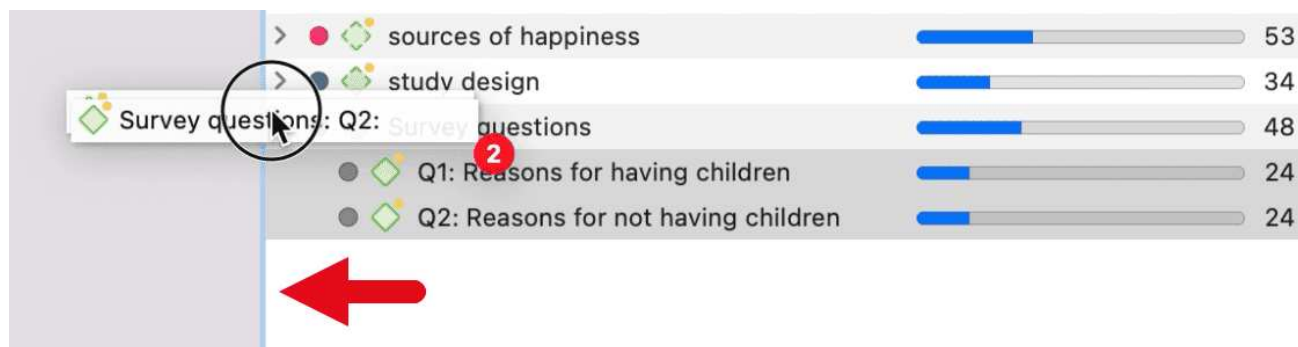 sources of happiness 53
study design 34
Survey questions: Q2:
Survey questions 48
2
Q1: Reasons for having children 24
Q2: Reasons for not having children 24